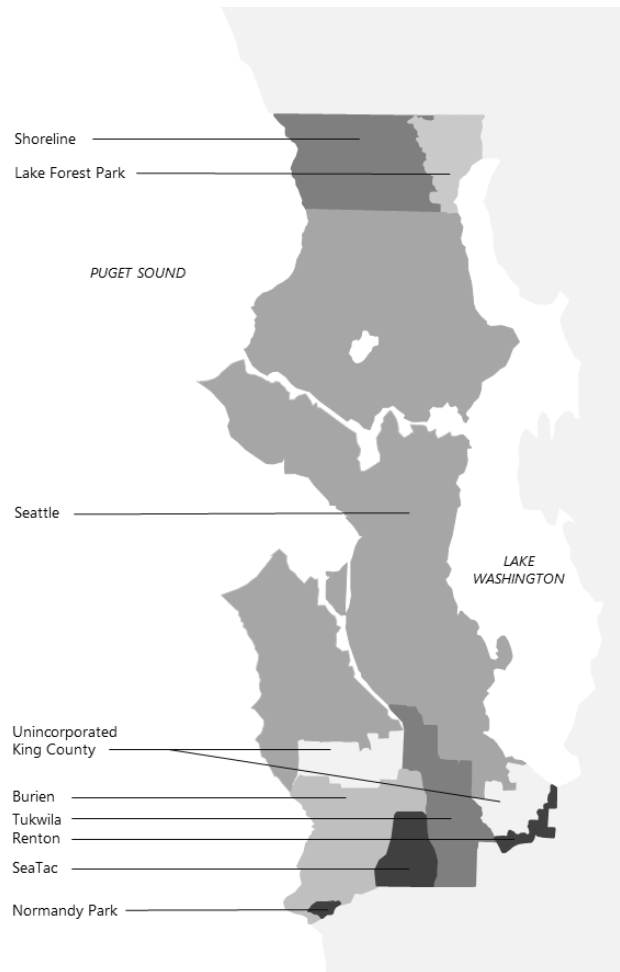 Shoreline
Lake Forest Park
PUGET SOUND
Seattle
LAKE
WASHINGTON
Unincorporated
King County
Burien
Tukwila
Renton
SeaTac
Normandy Park